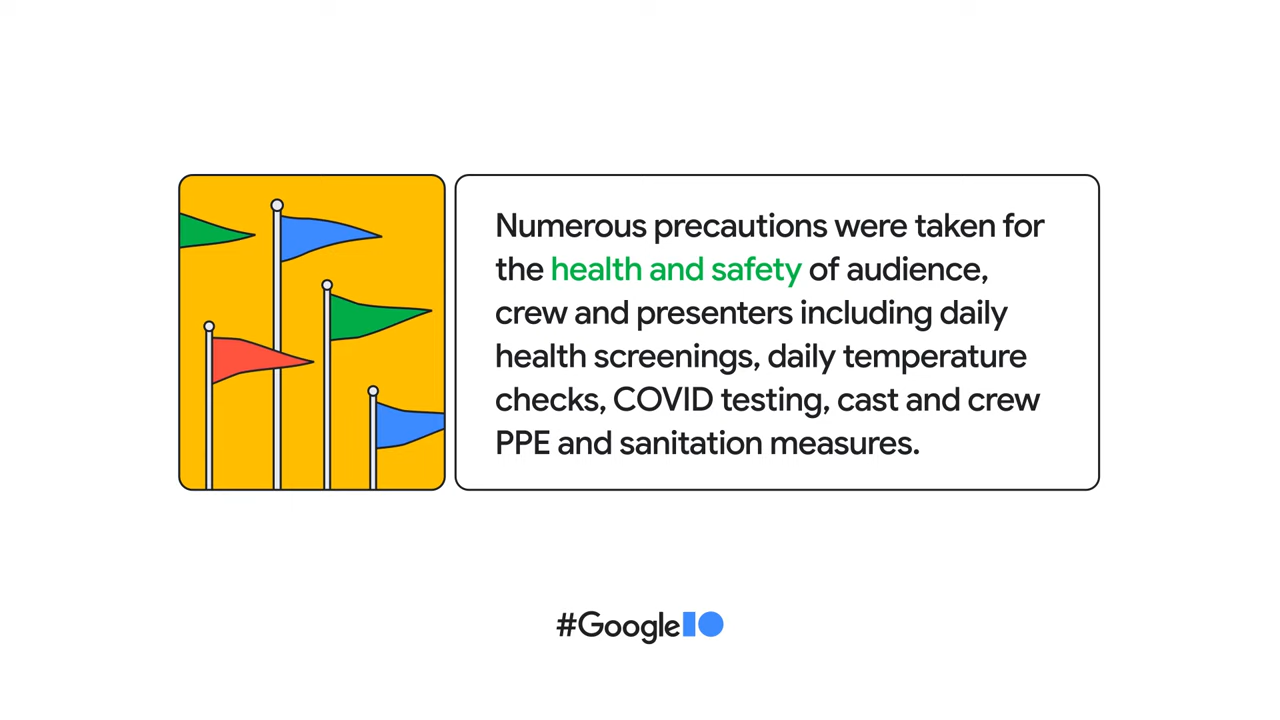 Numerous precautions were taken for
the health and safety of audience,
crew and presenters including daily
health screenings, daily temperature
checks, COVID testing, cast and crew
PPE and sanitation measures.
#GoogleIO